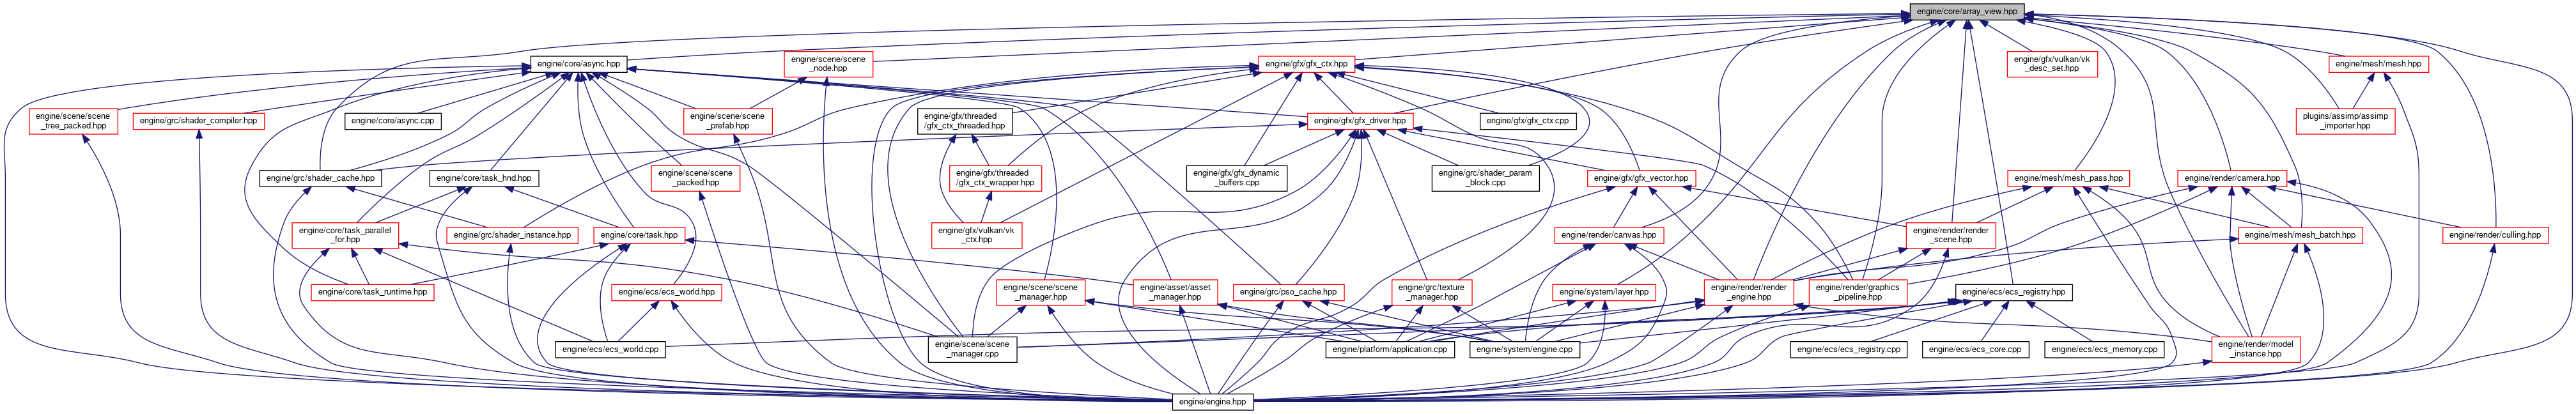 engine/core/array_view.hpp
engine/core/async.hpp
engine/scene/scene
_node.hpp
engine/gfx/gfx_ctx.hpp
engine/gfx/vulkan/vk
_desc_set.hpp
engine/mesh/mesh.hpp
engine/scene/scene
_tree_packed.hpp
engine/grc/shader_compiler.hpp
engine/core/async.cpp
engine/scene/scene
_prefab.hpp
engine/gfx/threaded
/gfx_ctx_threaded.hpp
engine/gfx/gfx_driver.hpp
engine/gfx/gfx_ctx.cpp
plugins/assimp/assimp
_importer.hpp
engine/grc/shader_cache.hpp
engine/core/task_hnd.hpp
engine/scene/scene
_packed.hpp
engine/gfx/threaded
/gfx_ctx_wrapper.hpp
engine/gfx/gfx_dynamic
_buffers.cpp
engine/grc/shader_param
_block.cpp
engine/gfx/gfx_vector.hpp
engine/mesh/mesh_pass.hpp
engine/render/camera.hpp
engine/core/task_parallel
_for.hpp
engine/grc/shader_instance.hpp
engine/core/task.hpp
engine/gfx/vulkan/vk
_ctx.hpp
engine/render/canvas.hpp
engine/render/render
_scene.hpp
engine/mesh/mesh_batch.hpp
engine/render/culling.hpp
engine/core/task_runtime.hpp
engine/ecs/ecs_world.hpp
engine/scene/scene
_manager.hpp
engine/asset/asset
_manager.hpp
engine/grc/pso_cache.hpp
engine/grc/texture
_manager.hpp
engine/system/layer.hpp
engine/render/render
_engine.hpp
engine/render/graphics
_pipeline.hpp
engine/ecs/ecs_registry.hpp
engine/ecs/ecs_world.cpp
engine/scene/scene
_manager.cpp
engine/platform/application.cpp
engine/system/engine.cpp
engine/ecs/ecs_registry.cpp
engine/ecs/ecs_core.cpp
engine/ecs/ecs_memory.cpp
engine/render/model
_instance.hpp
engine/engine.hpp